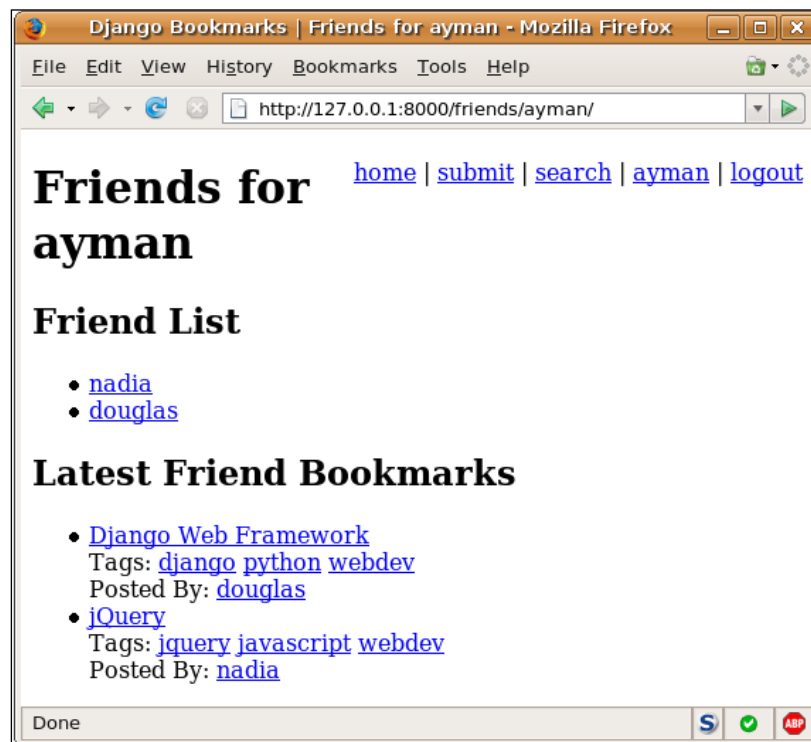 Django Bookmarks | Friends for ayman - Mozilla Firefox
File Edit View History Bookmarks Tools Help
http://127.0.0.1:8000/friends/ayman/
home | submit | search | ayman | logout
Friends for
ayman
Friend List
nadia
douglas
Latest Friend Bookmarks
Django Web Framework
Tags: django python webdev
Posted By: douglas
jQuery
Tags: jquery javascript webdev
Posted By: nadia
Done
S
ABP